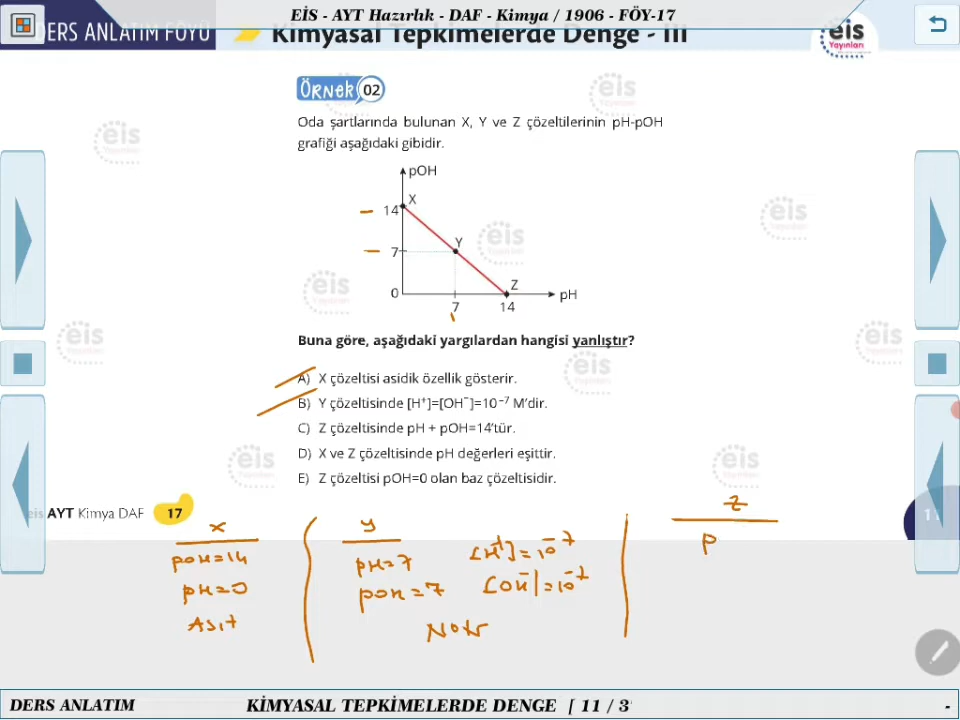 EİS - AYT Hazırlık - DAF - Kimya / 1906 - FÖY-17
DERS ANLATIM FÖYÜ
Kimyasal Tepkimelerde Denge - III
eis
Yayınları
ÖRNEK 02
Oda şartlarında bulunan X, Y ve Z çözeltilerinin pH-pOH
grafiği aşağıdaki gibidir.
pOH
X
14
Y
7
Z
0
pH
7
14
Buna göre, aşağıdaki yargılardan hangisi yanlıştır?
A) X çözeltisi asidik özellik gösterir.
B) Y çözeltisinde [H⁺]=[OH⁻]=10⁻⁷ M'dir.
C) Z çözeltisinde pH + pOH=14'tür.
D) X ve Z çözeltisinde pH değerleri eşittir.
E) Z çözeltisi pOH=0 olan baz çözeltisidir.
eis AYT Kimya DAF 17
X
pOH=14
pH=0
Asit
Y
pH=7 [H⁺]=10⁻⁷
pOH=7 [OH⁻]=10⁻⁷
Nötr
Z
P
DERS ANLATIM
KİMYASAL TEPKİMELERDE DENGE [ 11 / 3
-